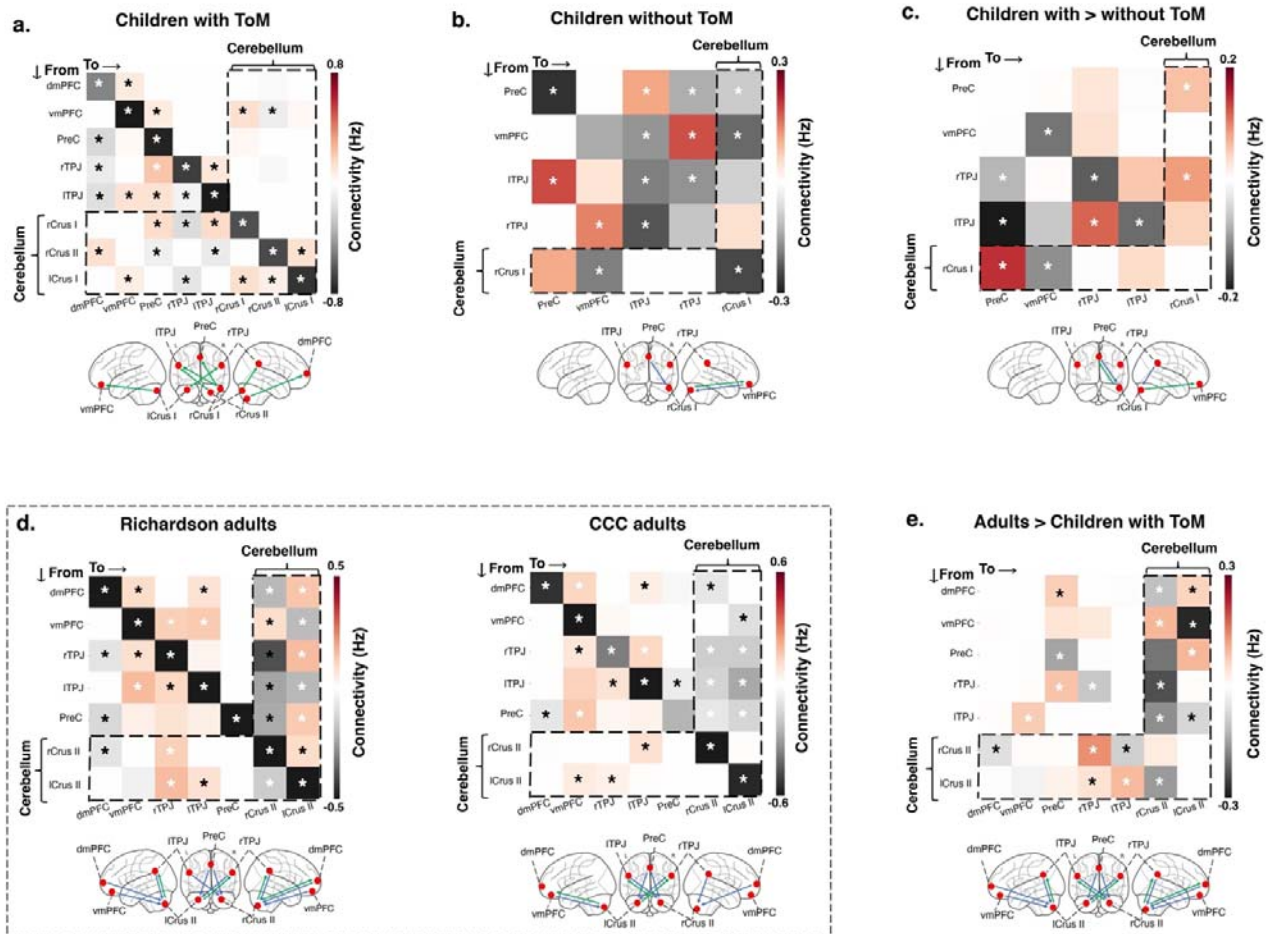 a.
Children with ToM
Cerebellum
↓From To→
0.8
dmPFC
vmPFC
PreC
rTPJ
lTPJ
rCrus I
rCrus II
lCrus I
Cerebellum
dmPFC vmPFC PreC rTPJ lTPJ rCrus I rCrus II lCrus I
-0.8
Connectivity (Hz)
lTPJ PreC rTPJ
dmPFC
vmPFC
lCrus I rCrus I rCrus II
b.
Children without ToM
Cerebellum
↓From To→
0.3
PreC
vmPFC
lTPJ
rTPJ
rCrus I
Cerebellum
PreC vmPFC lTPJ rTPJ rCrus I
-0.3
Connectivity (Hz)
lTPJ PreC rTPJ
vmPFC
rCrus I
c.
Children with > without ToM
Cerebellum
↓From To→
0.2
PreC
vmPFC
rTPJ
lTPJ
rCrus I
Cerebellum
PreC vmPFC rTPJ lTPJ rCrus I
-0.2
Connectivity (Hz)
lTPJ PreC rTPJ
vmPFC
rCrus I
d.
Richardson adults
Cerebellum
↓From To→
0.5
dmPFC
vmPFC
rTPJ
lTPJ
PreC
rCrus II
lCrus II
Cerebellum
dmPFC vmPFC rTPJ lTPJ PreC rCrus II lCrus II
-0.5
Connectivity (Hz)
dmPFC lTPJ PreC rTPJ dmPFC
vmPFC vmPFC
lCrus II rCrus II
CCC adults
Cerebellum
↓From To→
0.6
dmPFC
vmPFC
rTPJ
lTPJ
PreC
rCrus II
lCrus II
Cerebellum
dmPFC vmPFC rTPJ lTPJ PreC rCrus II lCrus II
-0.6
Connectivity (Hz)
dmPFC lTPJ PreC rTPJ dmPFC
vmPFC vmPFC
lCrus II rCrus II
e.
Adults > Children with ToM
Cerebellum
↓From To→
0.3
dmPFC
vmPFC
PreC
rTPJ
lTPJ
rCrus II
lCrus II
Cerebellum
dmPFC vmPFC PreC rTPJ lTPJ rCrus II lCrus II
-0.3
Connectivity (Hz)
dmPFC lTPJ PreC rTPJ dmPFC
vmPFC vmPFC
lCrus II rCrus II